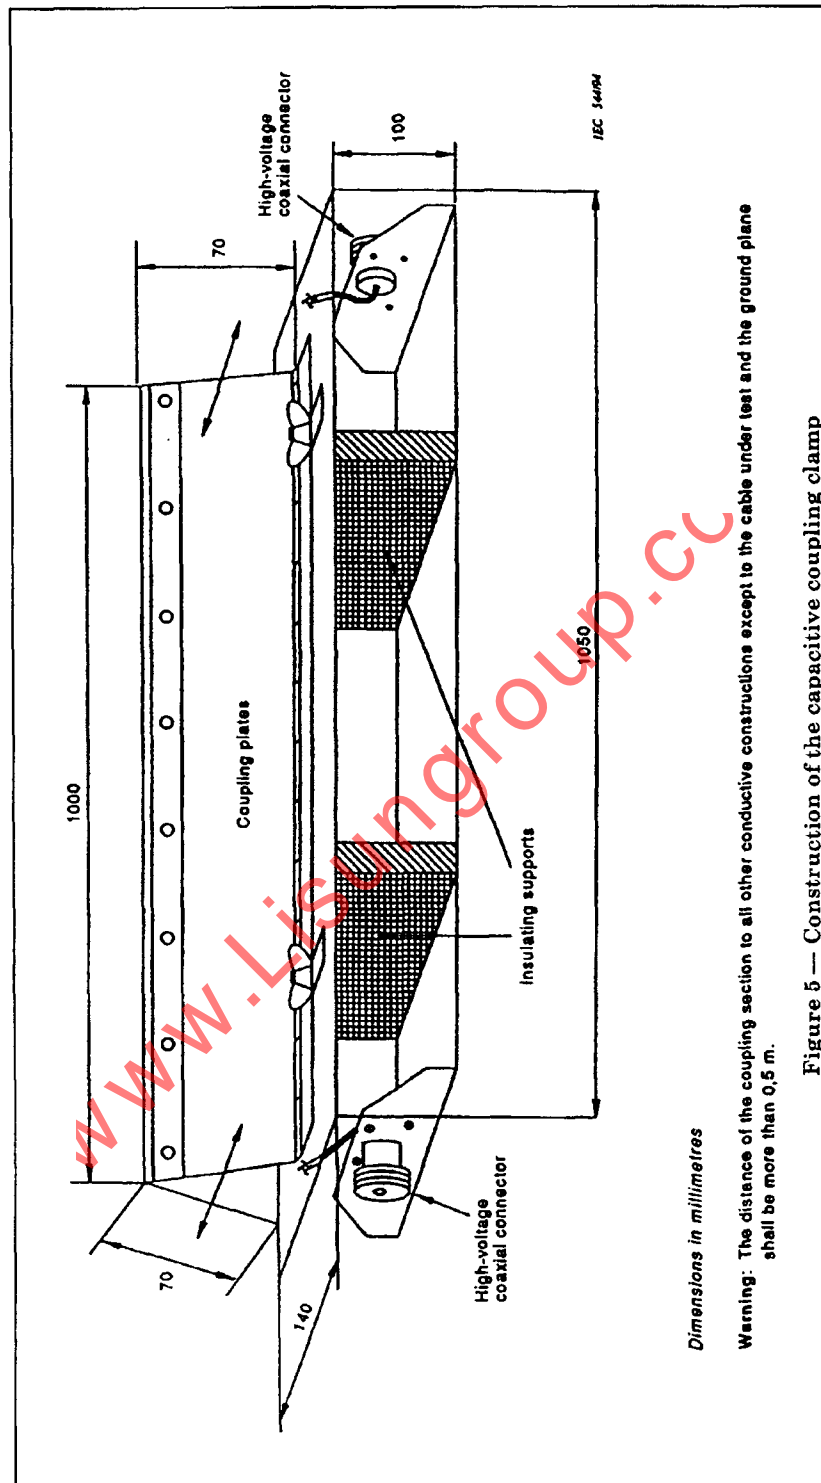 High-voltage
coaxial connector
70
100
1000
Coupling plates
1050
Insulating supports
70
140
High-voltage
coaxial connector
IEC 344/94
Dimensions in millimetres
Warning: The distance of the coupling section to all other conductive constructions except to the cable under test and the ground plane
shall be more than 0,5 m.
Figure 5 — Construction of the capacitive coupling clamp
www.Lisungroup.co